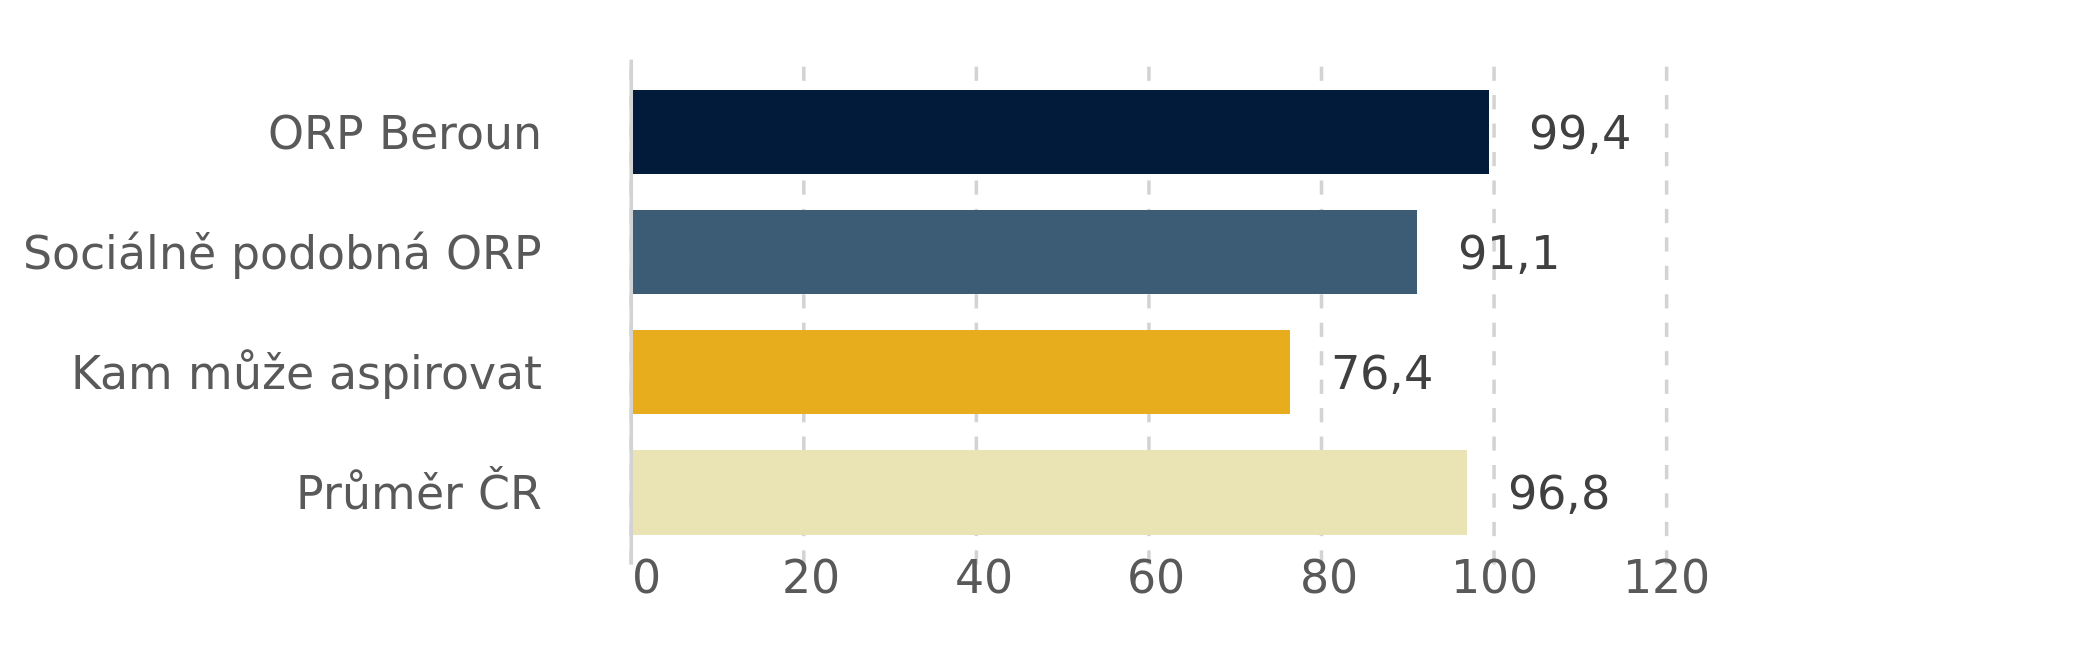 ORP Beroun
99,4
Sociálně podobná ORP
91,1
Kam může aspirovat
76,4
Průměr ČR
96,8
0 20 40 60 80 100 120